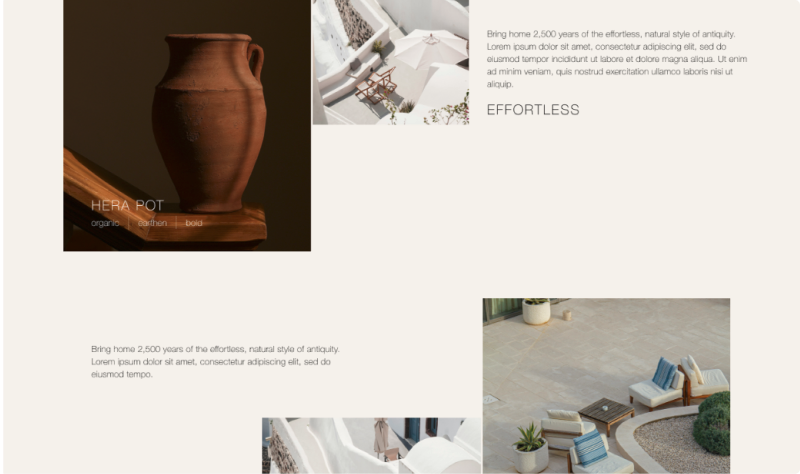 Bring home 2,500 years of the effortless, natural style of antiquity.
Lorem ipsum dolor sit amet, consectetur adipiscing elit, sed do
eiusmod tempor incididunt ut labore et dolore magna aliqua. Ut enim
ad minim veniam, quis nostrud exercitation ullamco laboris nisi ut
aliquip.
EFFORTLESS
HERA POT
organic | earthen | bold
Bring home 2,500 years of the effortless, natural style of antiquity.
Lorem ipsum dolor sit amet, consectetur adipiscing elit, sed do
eiusmod tempo.